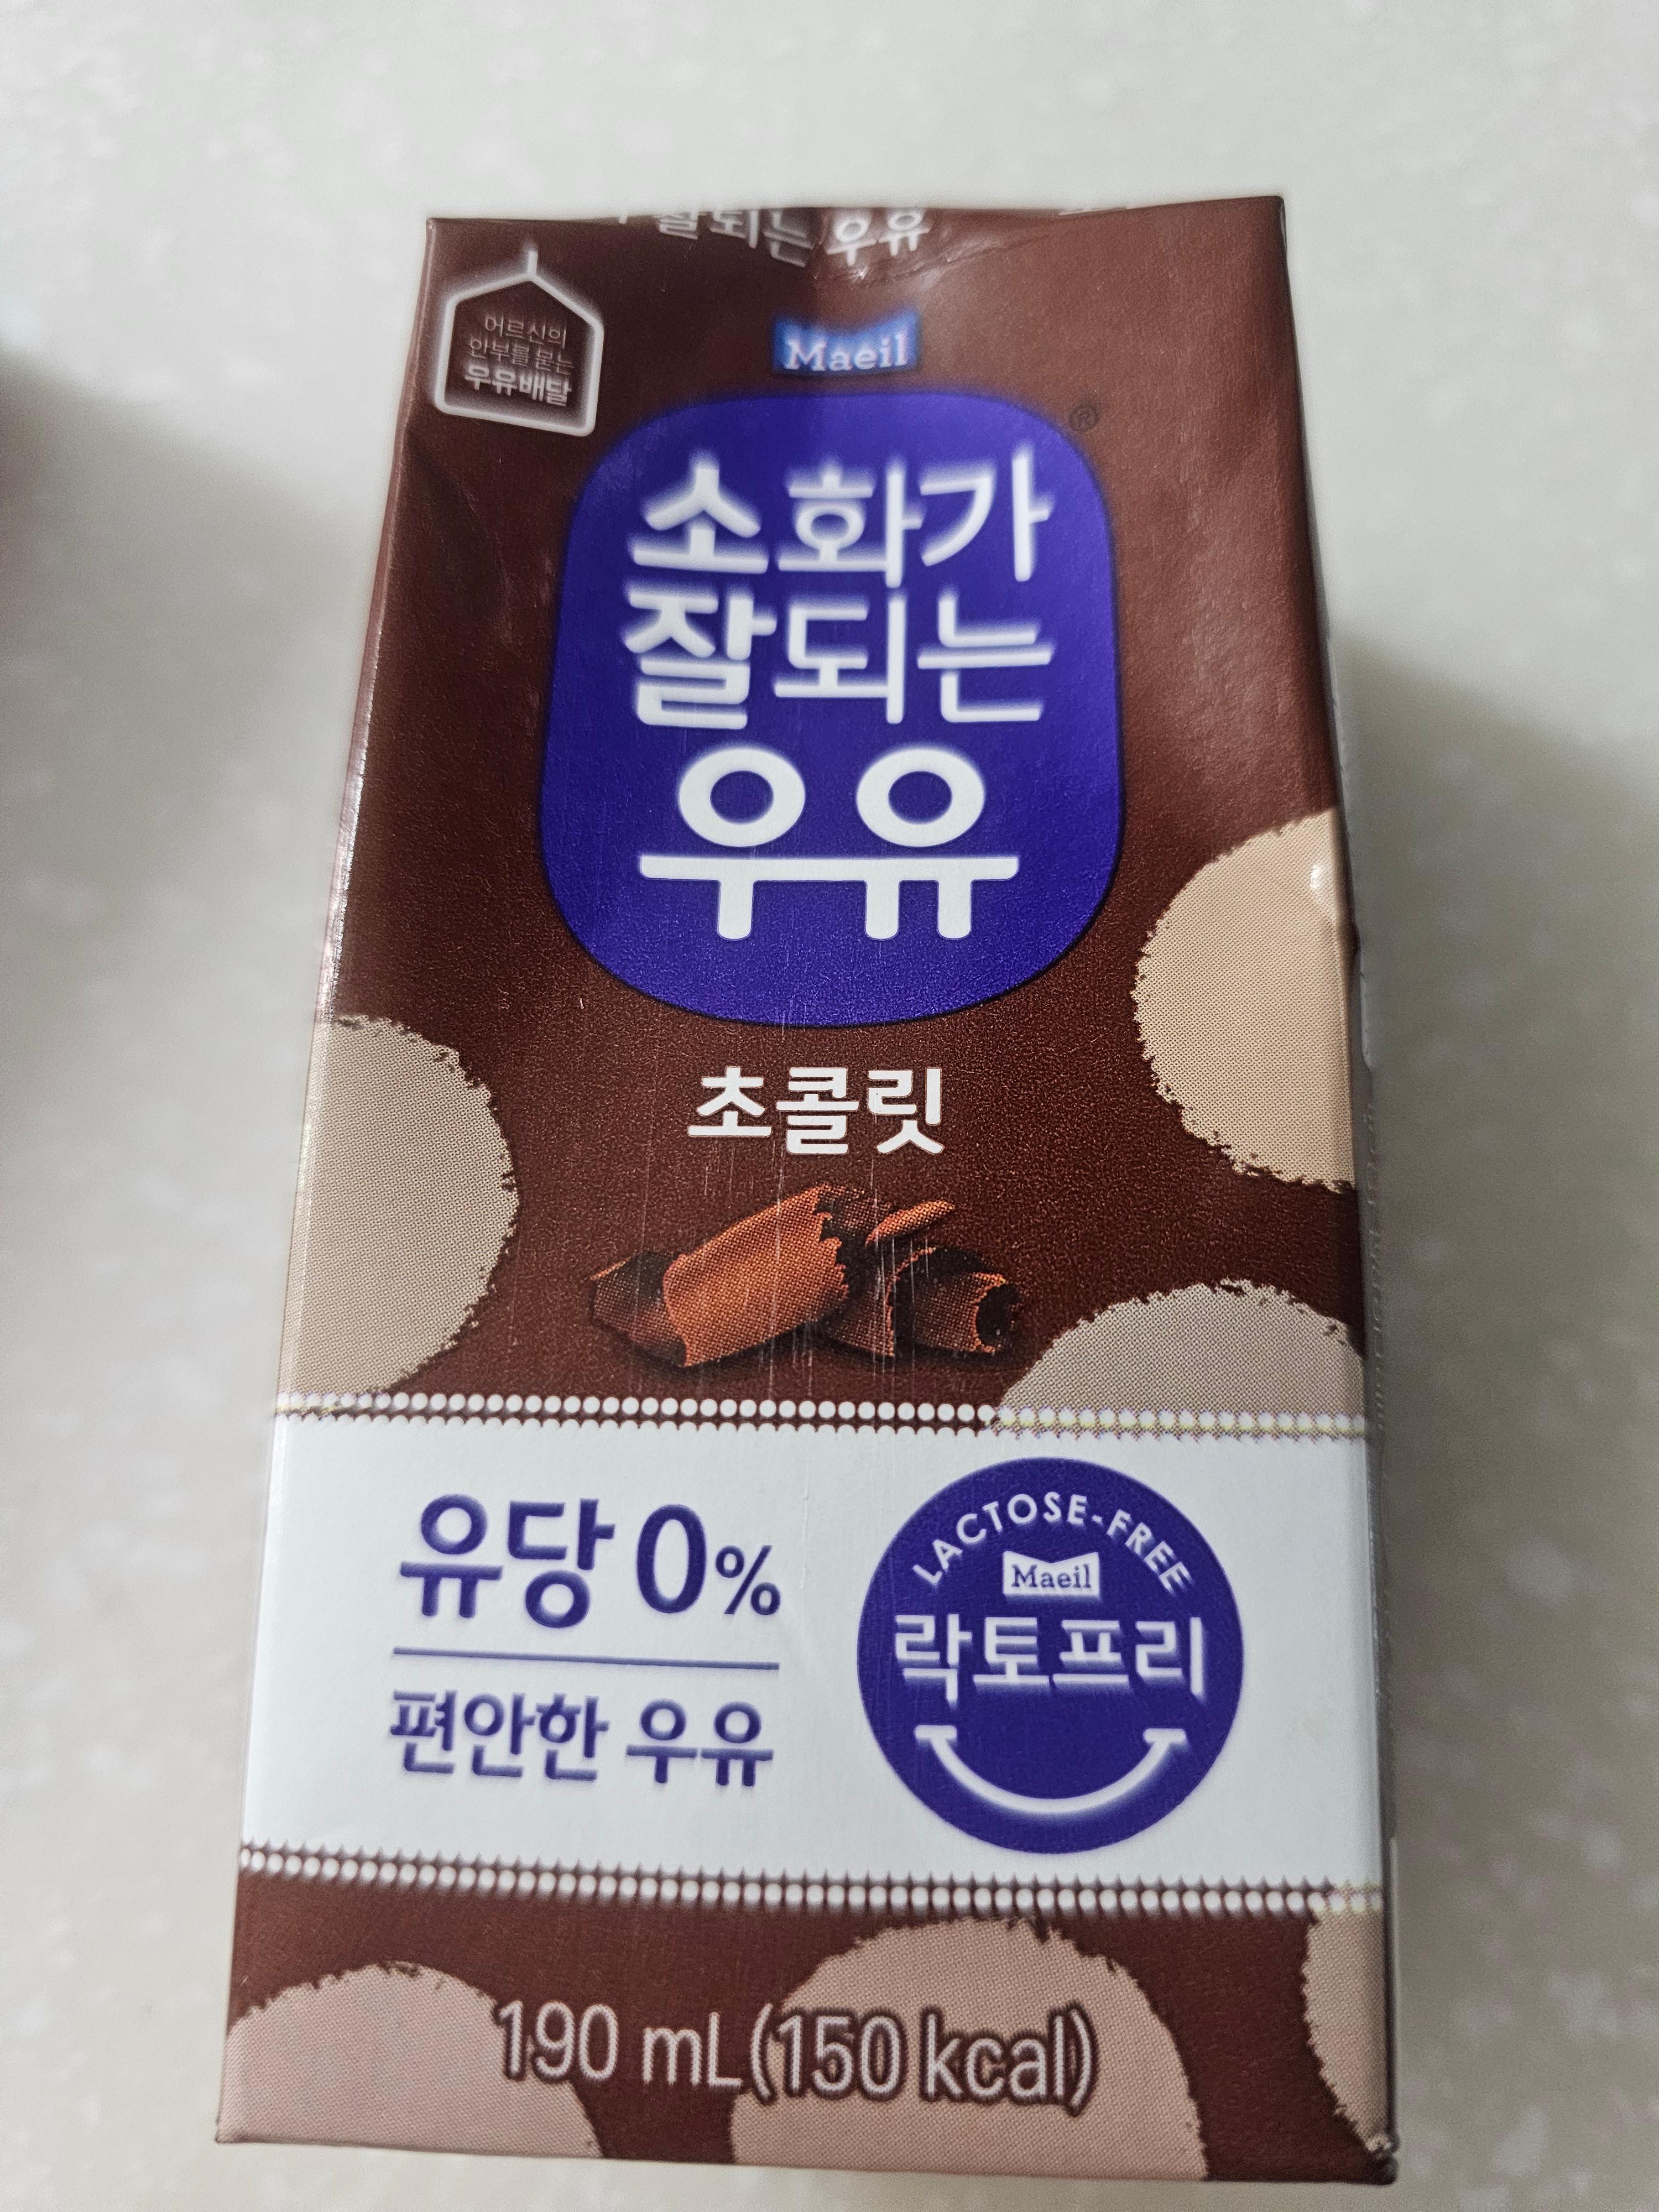 잘되는 우유
어르신의
안부를 묻는
우유배달
Maeil
®
소화가
잘되는
우유
초콜릿
유당 0%
편안한 우유
LACTOSE-FREE
Maeil
락토프리
190 mL(150 kcal)